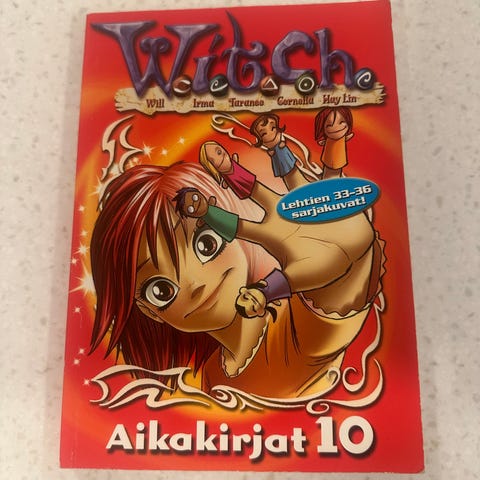 W.i.t.c.h.
Will Irma Taranee Cornelia Hay Lin
Lehtien 33-36
sarjakuvat!
Aikakirjat 10